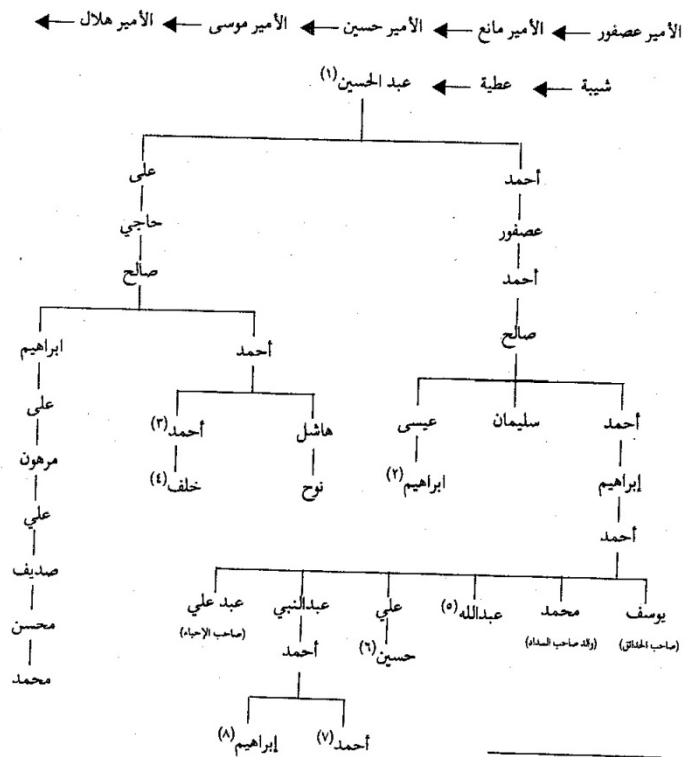 الأمير عصفور ← الأمير مانع ← الأمير حسين ← الأمير موسى ← الأمير هلال ←
شيبة ← عطية ← عبد الحسين (١)
أحمد
على
عصفور
حاجي
أحمد
صالح
صالح
أحمد
ابراهيم
أحمد
سليمان
عيسى
هاشل
أحمد (٣)
على
إبراهيم
ابراهيم (٢)
نوح
خلف (٤)
مرهون
أحمد
علي
صديف
يوسف
محمد
عبدالله (٥)
علي
عبدالنبي
عبد علي
محسن
(صاحب الحدائق)
(والد صاحب السداد)
حسين (٦)
أحمد
(صاحب الإحياء)
محمد
أحمد (٧)
إبراهيم (٨)